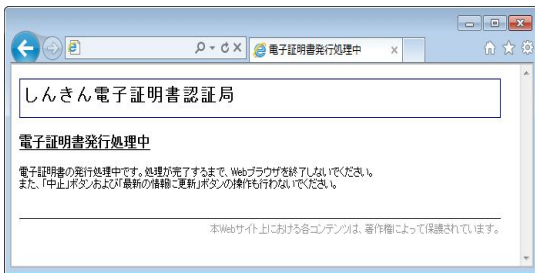 電子証明書発行処理中
しんきん電子証明書認証局
電子証明書発行処理中
電子証明書の発行処理中です。処理が完了するまで、Webブラウザを終了しないでください。
また、「中止」ボタンおよび「最新の情報に更新」ボタンの操作も行わないでください。
本Webサイト上における各コンテンツは、著作権によって保護されています。